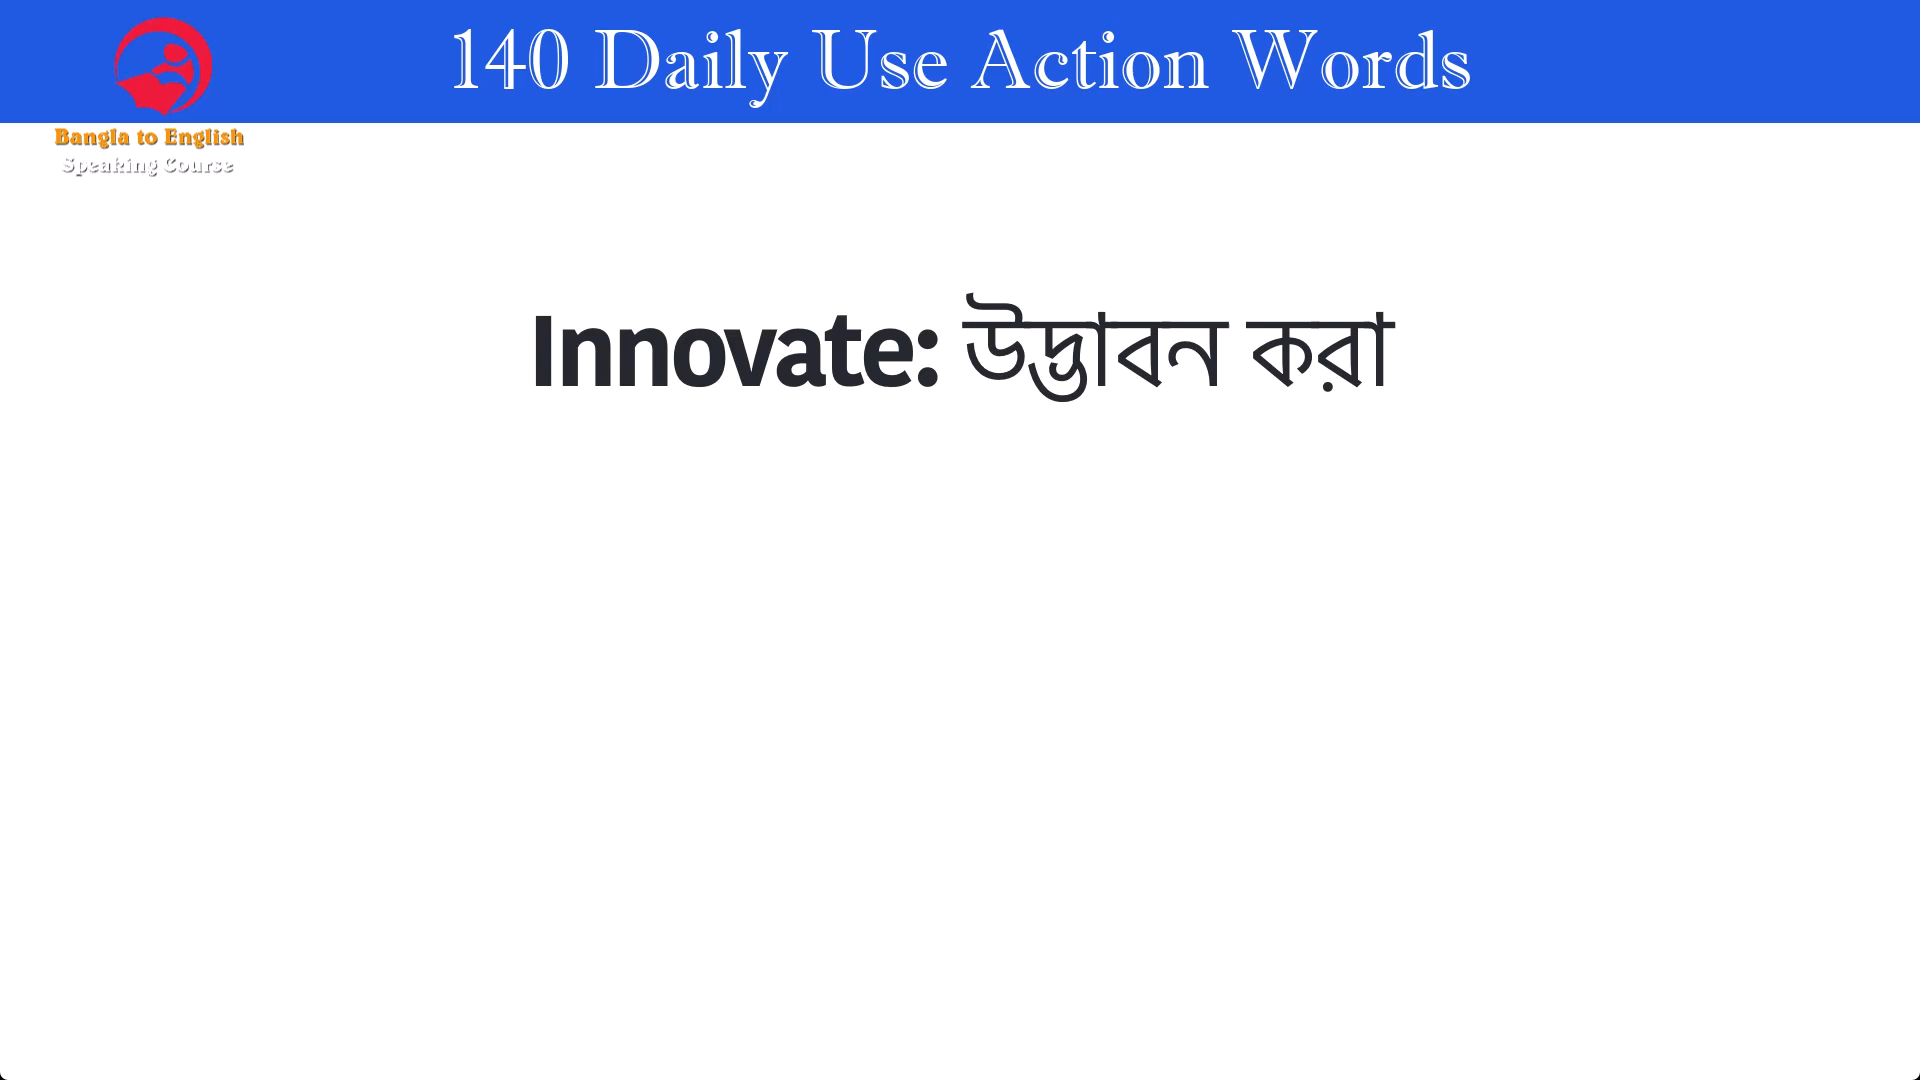 140 Daily Use Action Words
Bangla to English
Speaking Course
Innovate: উদ্ভাবন করা